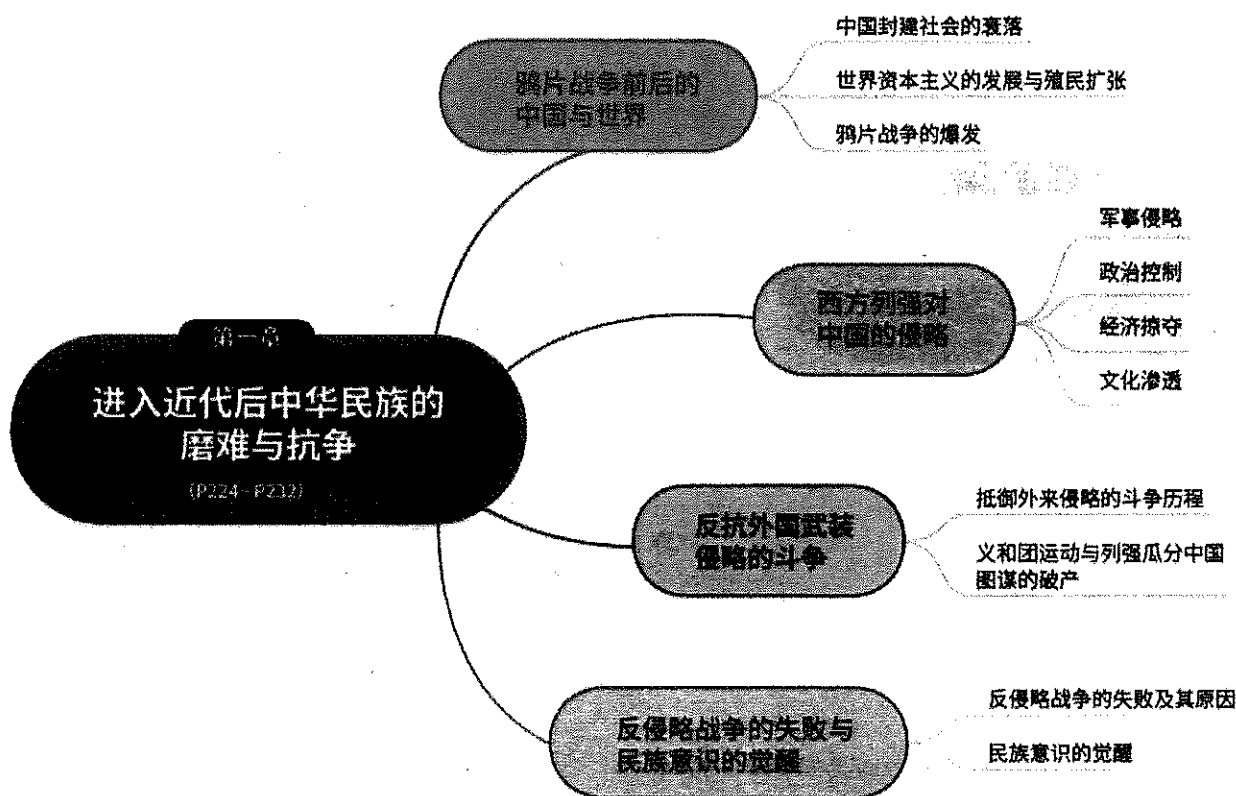 第一章
进入近代后中华民族的
磨难与抗争
(P224-P232)
鸦片战争前后的
中国与世界
中国封建社会的衰落
世界资本主义的发展与殖民扩张
鸦片战争的爆发
西方列强对
中国的侵略
军事侵略
政治控制
经济掠夺
文化渗透
反抗外国武装
侵略的斗争
抵御外来侵略的斗争历程
义和团运动与列强瓜分中国
图谋的破产
反侵略战争的失败与
民族意识的觉醒
反侵略战争的失败及其原因
民族意识的觉醒